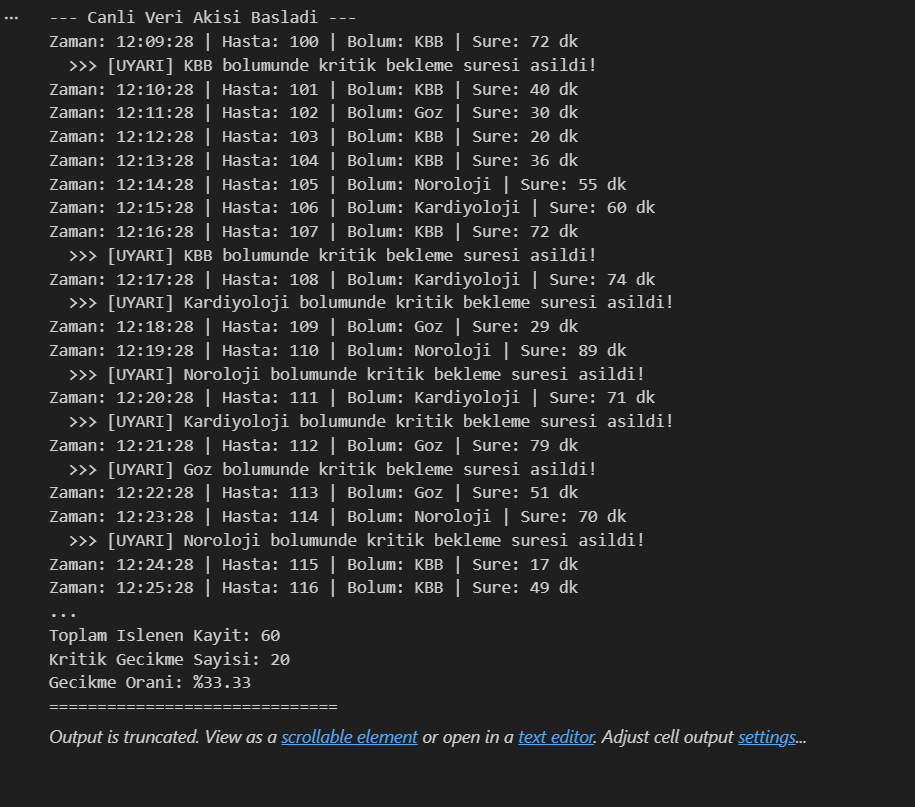 --- Canli Veri Akisi Basladi ---
Zaman: 12:09:28 | Hasta: 100 | Bolum: KBB | Sure: 72 dk
>>> [UYARI] KBB bolumunde kritik bekleme suresi asildi!
Zaman: 12:10:28 | Hasta: 101 | Bolum: KBB | Sure: 40 dk
Zaman: 12:11:28 | Hasta: 102 | Bolum: Goz | Sure: 30 dk
Zaman: 12:12:28 | Hasta: 103 | Bolum: KBB | Sure: 20 dk
Zaman: 12:13:28 | Hasta: 104 | Bolum: KBB | Sure: 36 dk
Zaman: 12:14:28 | Hasta: 105 | Bolum: Noroloji | Sure: 55 dk
Zaman: 12:15:28 | Hasta: 106 | Bolum: Kardiyoloji | Sure: 60 dk
Zaman: 12:16:28 | Hasta: 107 | Bolum: KBB | Sure: 72 dk
>>> [UYARI] KBB bolumunde kritik bekleme suresi asildi!
Zaman: 12:17:28 | Hasta: 108 | Bolum: Kardiyoloji | Sure: 74 dk
>>> [UYARI] Kardiyoloji bolumunde kritik bekleme suresi asildi!
Zaman: 12:18:28 | Hasta: 109 | Bolum: Goz | Sure: 29 dk
Zaman: 12:19:28 | Hasta: 110 | Bolum: Noroloji | Sure: 89 dk
>>> [UYARI] Noroloji bolumunde kritik bekleme suresi asildi!
Zaman: 12:20:28 | Hasta: 111 | Bolum: Kardiyoloji | Sure: 71 dk
>>> [UYARI] Kardiyoloji bolumunde kritik bekleme suresi asildi!
Zaman: 12:21:28 | Hasta: 112 | Bolum: Goz | Sure: 79 dk
>>> [UYARI] Goz bolumunde kritik bekleme suresi asildi!
Zaman: 12:22:28 | Hasta: 113 | Bolum: Goz | Sure: 51 dk
Zaman: 12:23:28 | Hasta: 114 | Bolum: Noroloji | Sure: 70 dk
>>> [UYARI] Noroloji bolumunde kritik bekleme suresi asildi!
Zaman: 12:24:28 | Hasta: 115 | Bolum: KBB | Sure: 17 dk
Zaman: 12:25:28 | Hasta: 116 | Bolum: KBB | Sure: 49 dk
...
Toplam Islenen Kayit: 60
Kritik Gecikme Sayisi: 20
Gecikme Orani: %33.33
==============================
Output is truncated. View as a scrollable element or open in a text editor. Adjust cell output settings...